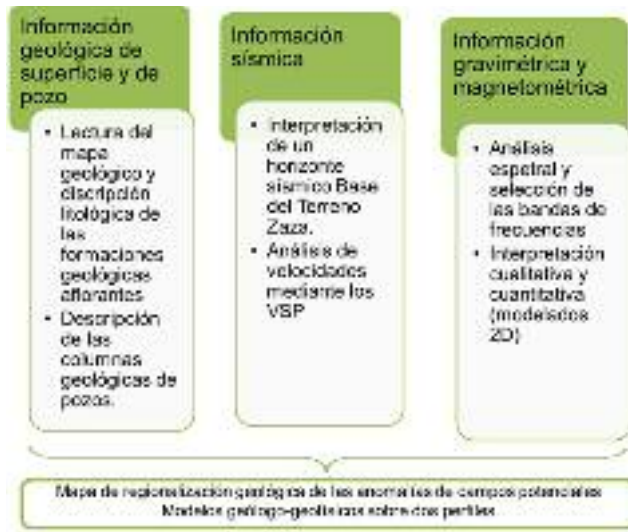 Información
geológica de
superficie y de
pozo
• Lectura del
mapa
geológico y
discripción
litológica de
las
formaciones
geológicas
aflorantes
• Descripción
de las
columnas
geológicas de
pozos.
Información
sísmica
• Interpretación
de un
horizonte
sísmico Base
del Terreno
Zaza.
• Análisis de
velocidades
mediante los
VSP
Información
gravimétrica y
magnetométrica
• Análisis
espetral y
selección de
las bandas de
frecuencias
• Interpretación
cualitativa y
cuantitativa
(modelados
2D)
Mapa de regionalización geológica de las anomalías de campos potenciales
Modelos geólogo-geofísicos sobre dos perfiles